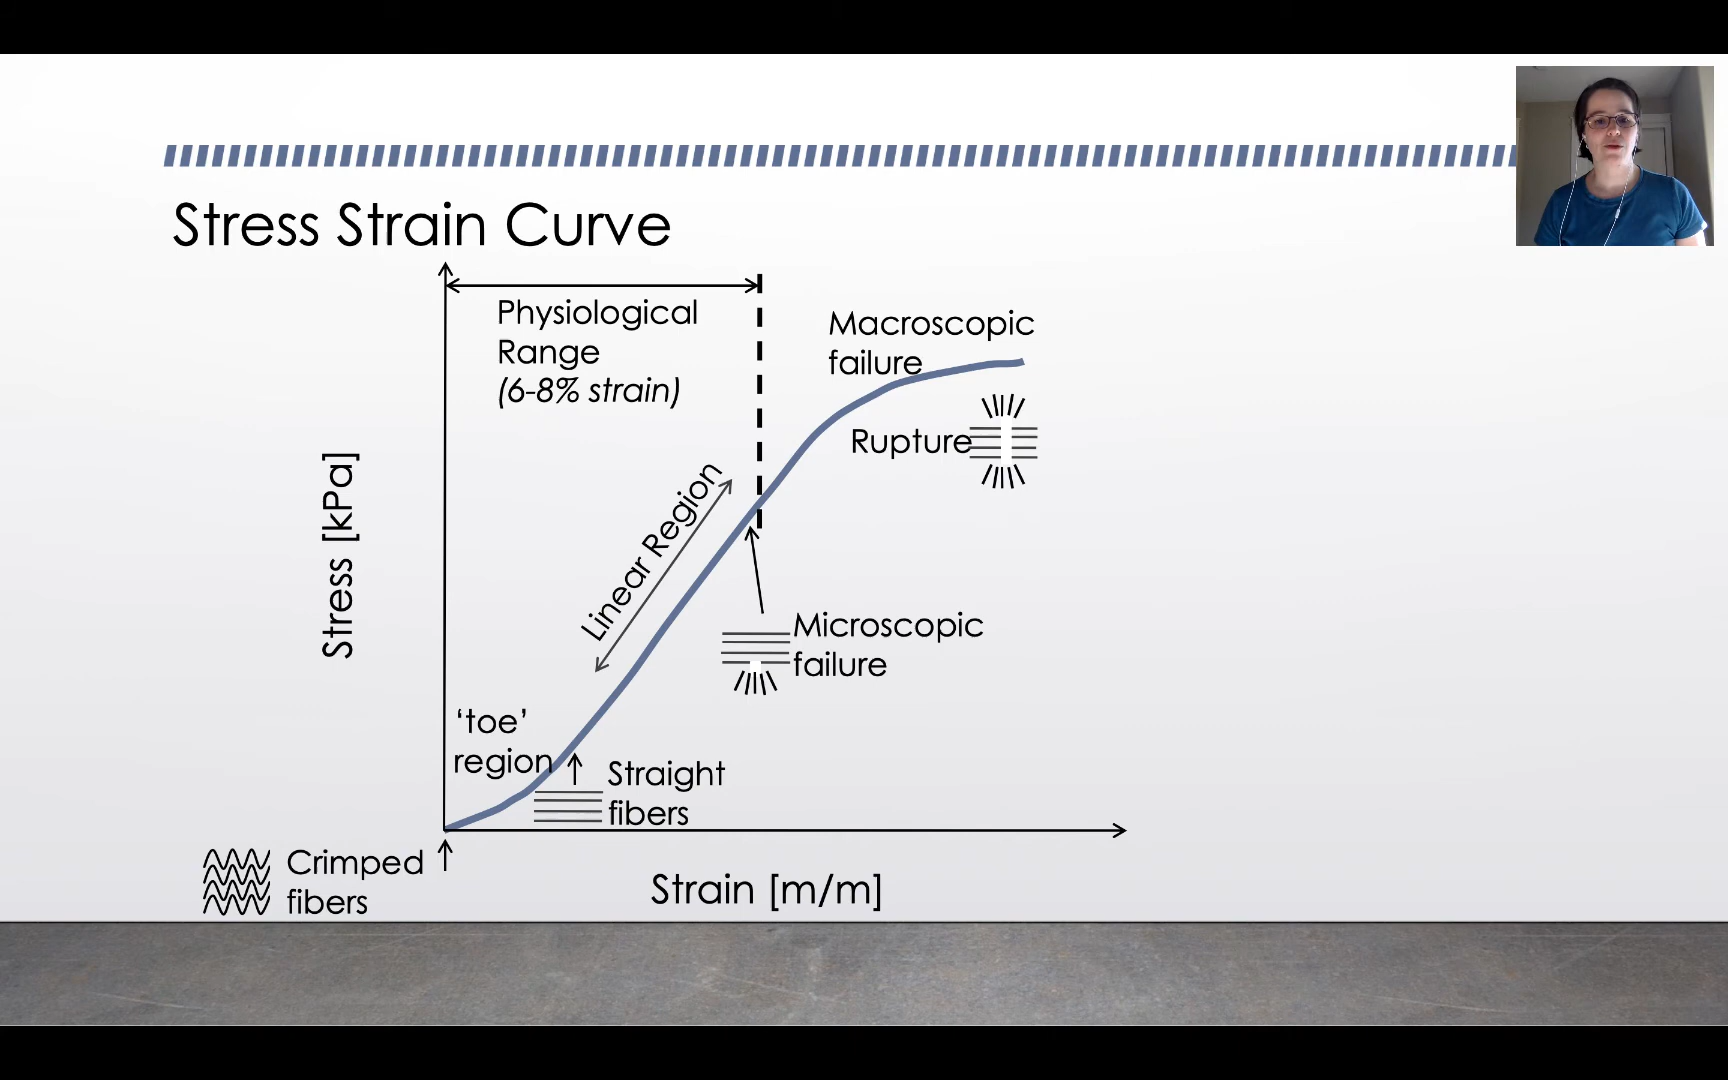 Stress Strain Curve
Physiological
Range
(6-8% strain)
Macroscopic
failure
Rupture
Linear Region
Stress [kPa]
Microscopic
failure
‘toe’
region
Straight
fibers
Crimped
fibers
Strain [m/m]